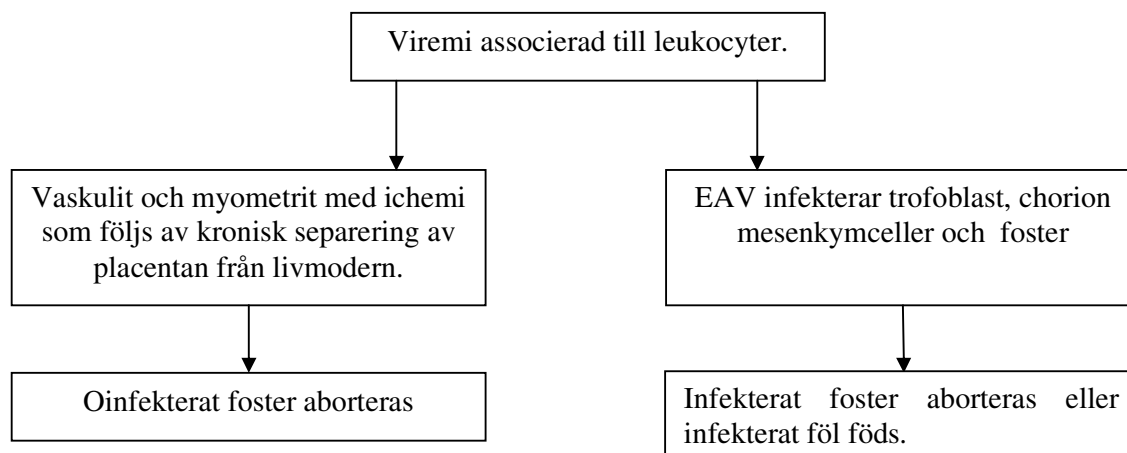 Viremi associerad till leukocyter.
Vaskulit och myometrit med ichemi
som följs av kronisk separering av
placentan från livmodern.
EAV infekterar trofoblast, chorion
mesenkymceller och foster
Oinfekterat foster aborteras
Infekterat foster aborteras eller
infekterat föl föds.